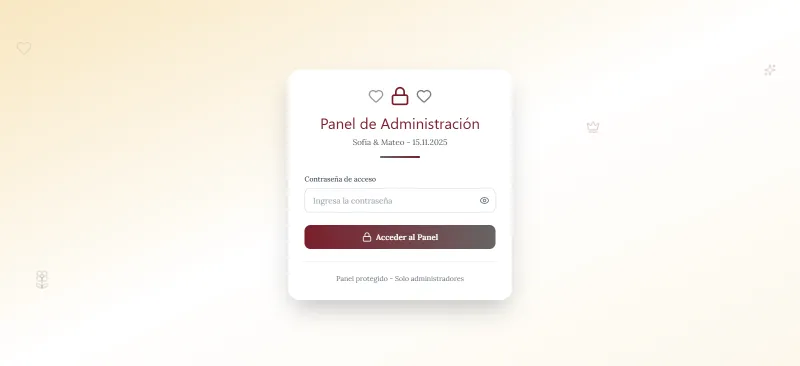 Panel de Administración
Sofía & Mateo - 15.11.2025
Contraseña de acceso
Ingresa la contraseña
Acceder al Panel
Panel protegido - Solo administradores